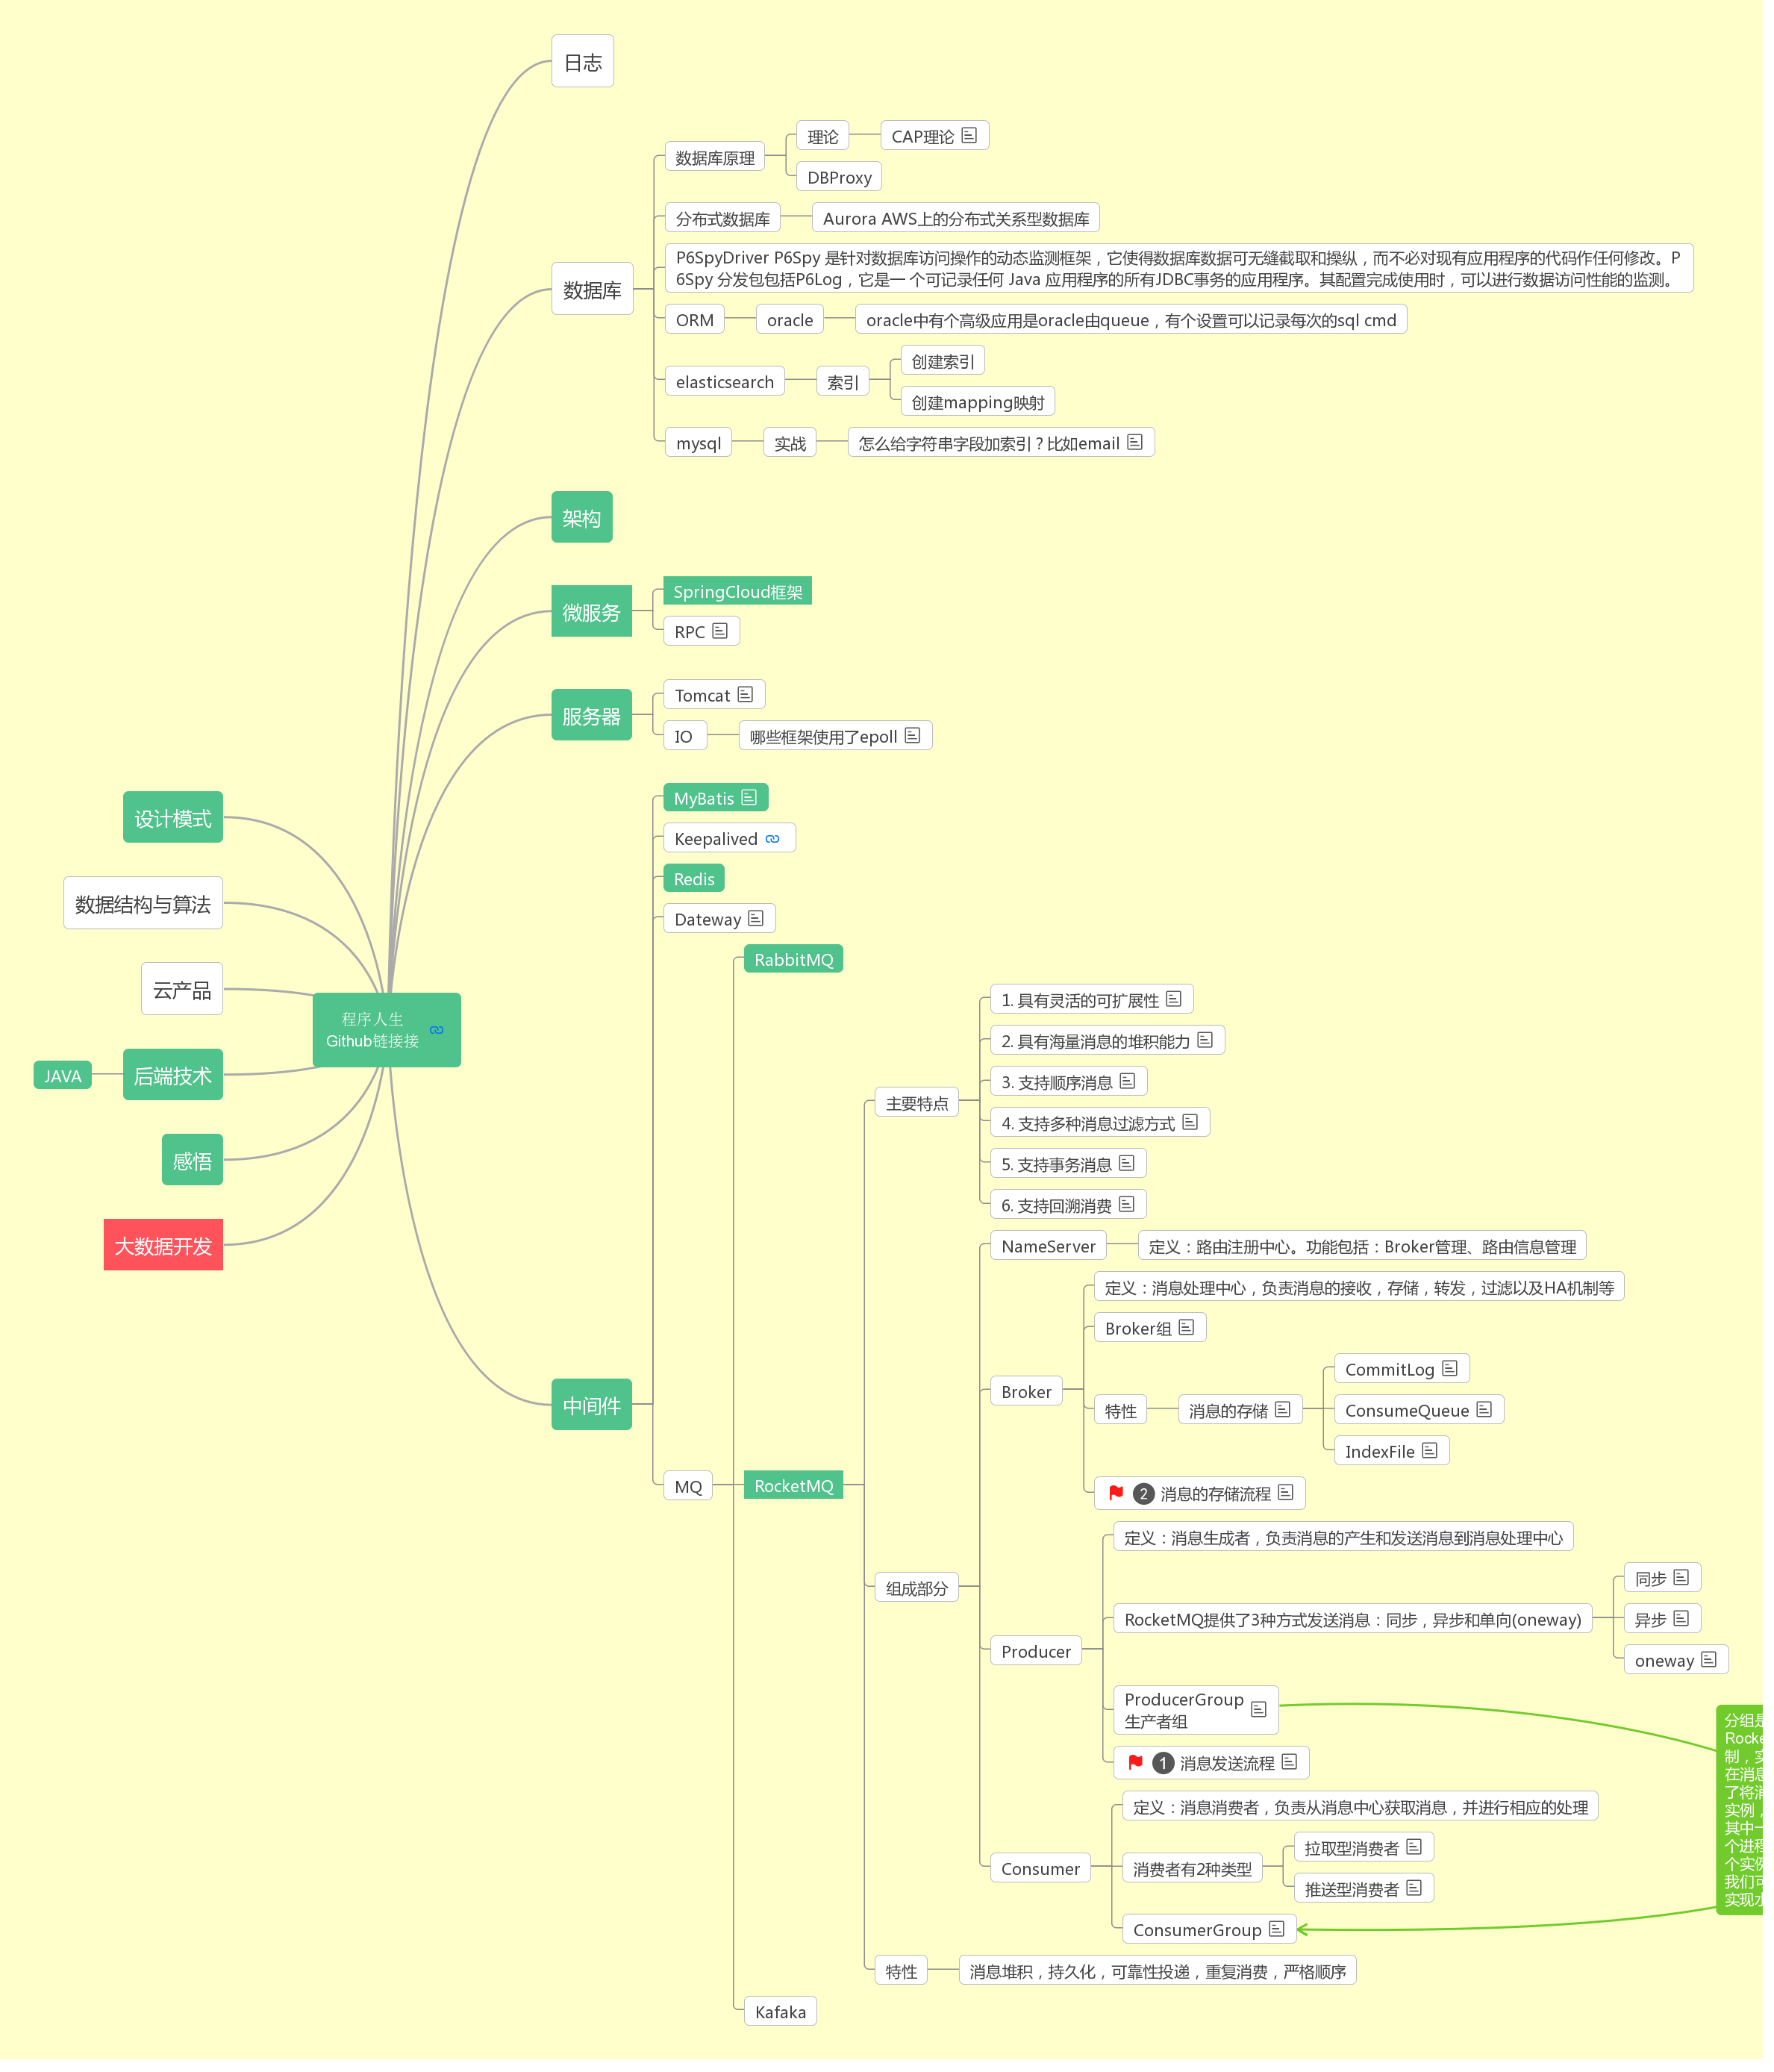 日志
数据库
数据库原理
理论
CAP理论
DBProxy
分布式数据库
Aurora AWS上的分布式关系型数据库
P6SpyDriver P6Spy 是针对数据库访问操作的动态监测框架，它使得数据库数据可无缝截取和操纵，而不必对现有应用程序的代码作任何修改。P
6Spy 分发包包括P6Log，它是一 个可记录任何 Java 应用程序的所有JDBC事务的应用程序。其配置完成使用时，可以进行数据访问性能的监测。
ORM
oracle
oracle中有个高级应用是oracle由queue，有个设置可以记录每次的sql cmd
elasticsearch
索引
创建索引
创建mapping映射
mysql
实战
怎么给字符串字段加索引？比如email
架构
微服务
SpringCloud框架
RPC
服务器
Tomcat
IO
哪些框架使用了epoll
设计模式
数据结构与算法
云产品
程序人生
Github链接接
JAVA
后端技术
感悟
大数据开发
中间件
MyBatis
Keepalived
Redis
Dateway
MQ
RabbitMQ
RocketMQ
主要特点
1. 具有灵活的可扩展性
2. 具有海量消息的堆积能力
3. 支持顺序消息
4. 支持多种消息过滤方式
5. 支持事务消息
6. 支持回溯消费
组成部分
NameServer
定义：路由注册中心。功能包括：Broker管理、路由信息管理
Broker
定义：消息处理中心，负责消息的接收，存储，转发，过滤以及HA机制等
Broker组
特性
消息的存储
CommitLog
ConsumeQueue
IndexFile
2 消息的存储流程
Producer
定义：消息生成者，负责消息的产生和发送消息到消息处理中心
RocketMQ提供了3种方式发送消息：同步，异步和单向(oneway)
同步
异步
oneway
ProducerGroup
生产者组
1 消息发送流程
Consumer
定义：消息消费者，负责从消息中心获取消息，并进行相应的处理
消费者有2种类型
拉取型消费者
推送型消费者
ConsumerGroup
分组是
Rocke
制，实
在消息
了将消
实例，
其中一
个进程
个实例
我们可
实现水
特性
消息堆积，持久化，可靠性投递，重复消费，严格顺序
Kafaka